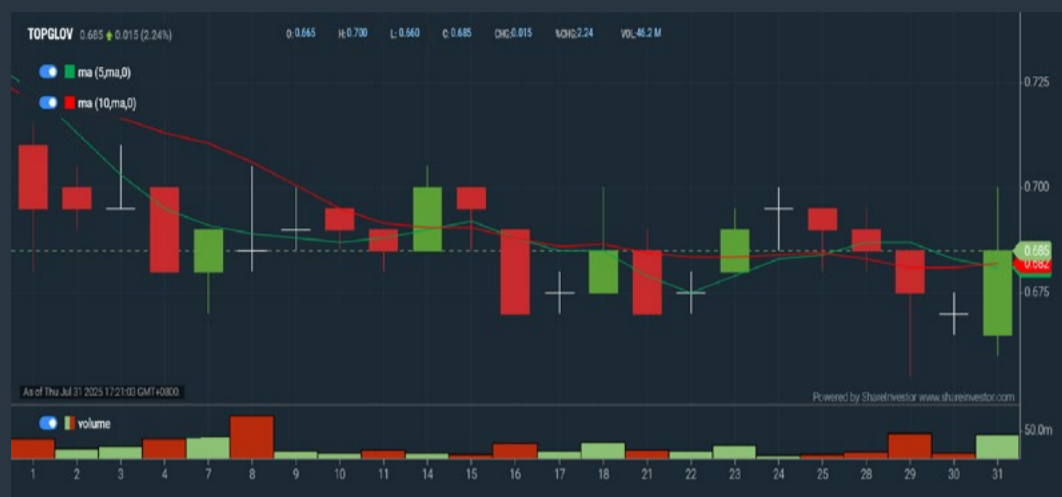 TOPGLOV 0.685 0.015 (2.24%) O: 0.665 H: 0.700 L: 0.660 C: 0.685 CHG:0.015 %CHG:2.24 VOL:46.2 M
ma (5,ma,0)
ma (10,ma,0)
0.725
0.700
0.685
0.682
0.675
As of Thu Jul 31 2025 17:21:03 GMT+0800
Powered by ShareInvestor www.shareinvestor.com
volume
50.0m
1 2 3 4 7 8 9 10 11 14 15 16 17 18 21 22 23 24 25 28 29 30 31